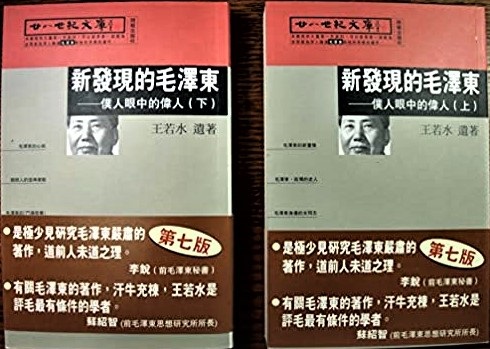 廿八世紀文庫
新發現的毛澤東
——僕人眼中的偉人(下)
王若水 遺著
第七版
●是極少見研究毛澤東嚴肅的
著作，道前人未道之理。
李銳(前毛澤東秘書)
●有關毛澤東的著作，汗牛充棟，王若水是
評毛最有條件的學者。
蘇紹智(前毛澤東思想研究所所長)
廿八世紀文庫
新發現的毛澤東
——僕人眼中的偉人(上)
王若水 遺著
第七版
●是極少見研究毛澤東嚴肅的
著作，道前人未道之理。
李銳(前毛澤東秘書)
●有關毛澤東的著作，汗牛充棟，王若水是
評毛最有條件的學者。
蘇紹智(前毛澤東思想研究所所長)